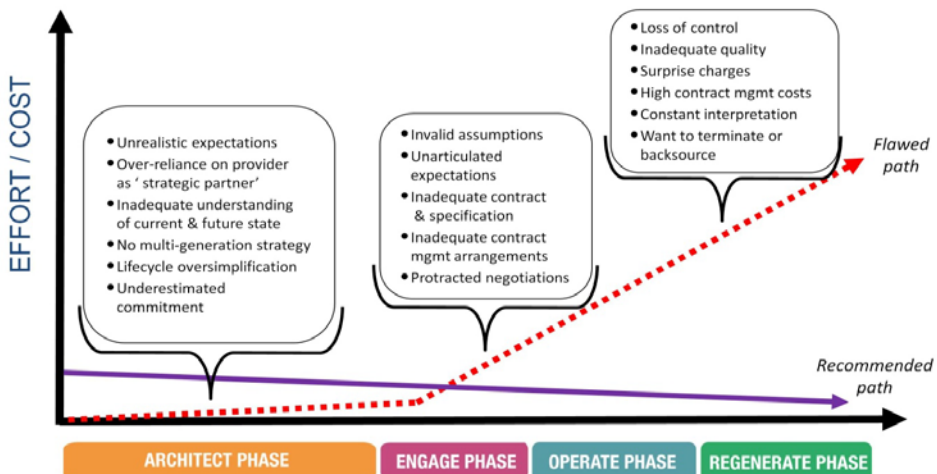 EFFORT / COST
• Unrealistic expectations
• Over-reliance on provider
as ‘ strategic partner’
• Inadequate understanding
of current & future state
• No multi-generation strategy
• Lifecycle oversimplification
• Underestimated
commitment
• Invalid assumptions
• Unarticulated
expectations
• Inadequate contract
& specification
• Inadequate contract
mgmt arrangements
• Protracted negotiations
• Loss of control
• Inadequate quality
• Surprise charges
• High contract mgmt costs
• Constant interpretation
• Want to terminate or
backsource
Flawed
path
Recommended
path
ARCHITECT PHASE
ENGAGE PHASE
OPERATE PHASE
REGENERATE PHASE